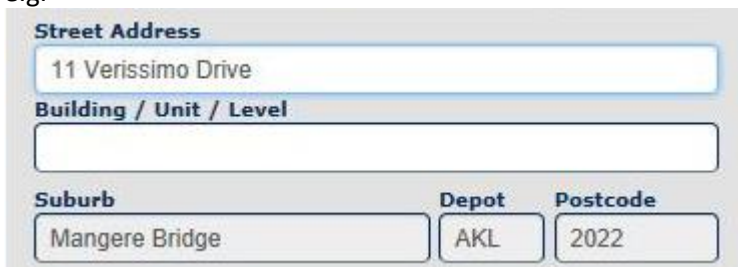 e.g.
Street Address
11 Verissimo Drive
Building / Unit / Level
Suburb Depot Postcode
Mangere Bridge AKL 2022